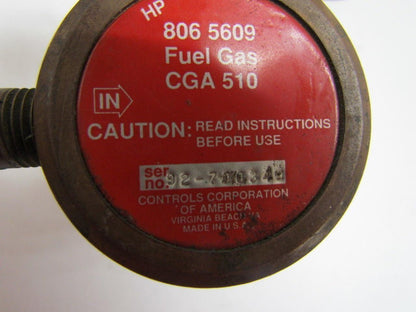 HP
806 5609
Fuel Gas
CGA 510
IN
CAUTION: READ INSTRUCTIONS
BEFORE USE
ser.
no.
CONTROLS CORPORATION
OF AMERICA
VIRGINIA BEACH,
MADE IN U.S.A.